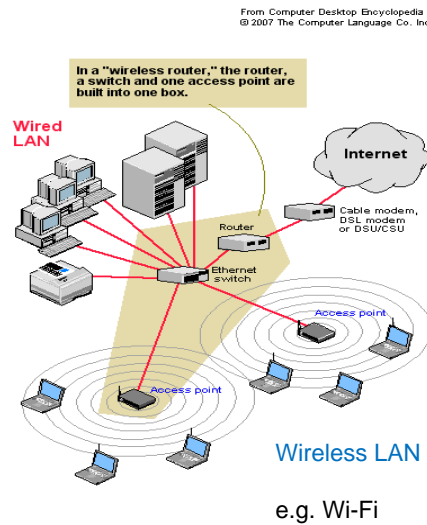 From Computer Desktop Encyclopedia
© 2007 The Computer Language Co. Inc
In a "wireless router," the router,
a switch and one access point are
built into one box.
Wired
LAN
Internet
Cable modem,
DSL modem
or DSU/CSU
Router
Ethernet
switch
Access point
Access point
Wireless LAN
e.g. Wi-Fi